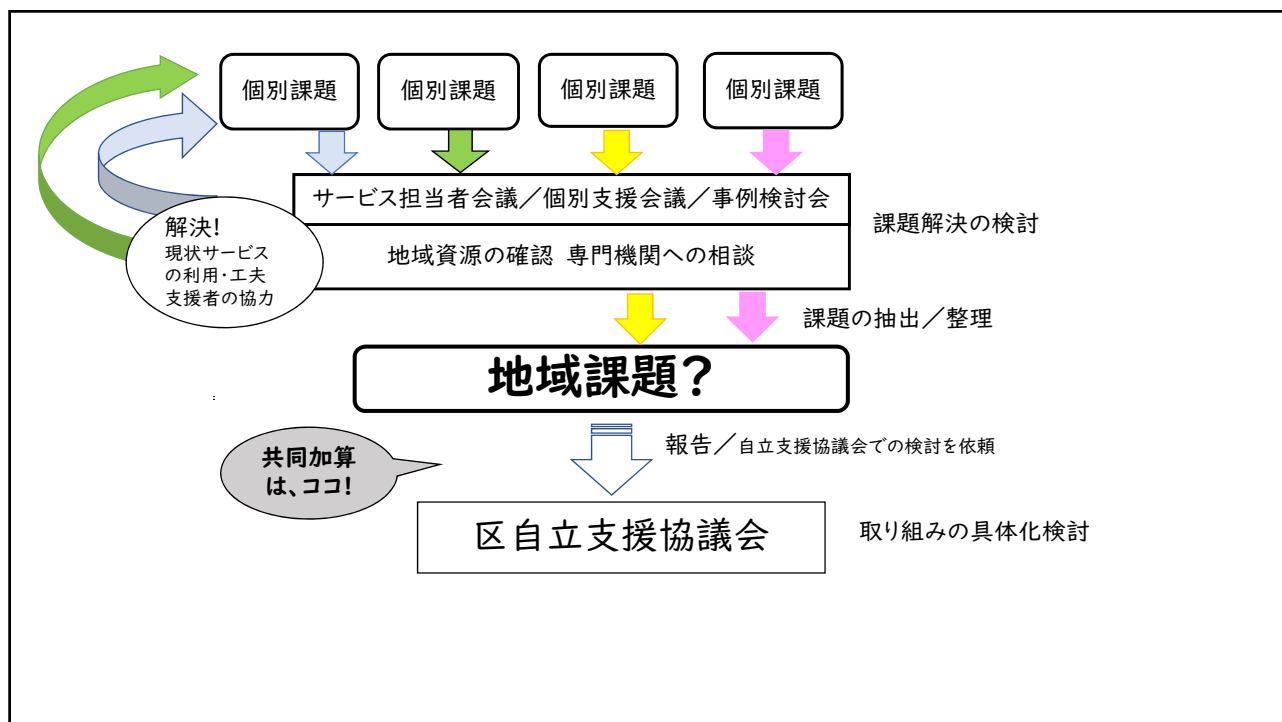 個別課題
個別課題
個別課題
個別課題
サービス担当者会議／個別支援会議／事例検討会
地域資源の確認 専門機関への相談
課題解決の検討
解決!
現状サービス
の利用・工夫
支援者の協力
課題の抽出／整理
地域課題？
:
報告／自立支援協議会での検討を依頼
共同加算
は、ココ!
区自立支援協議会
取り組みの具体化検討